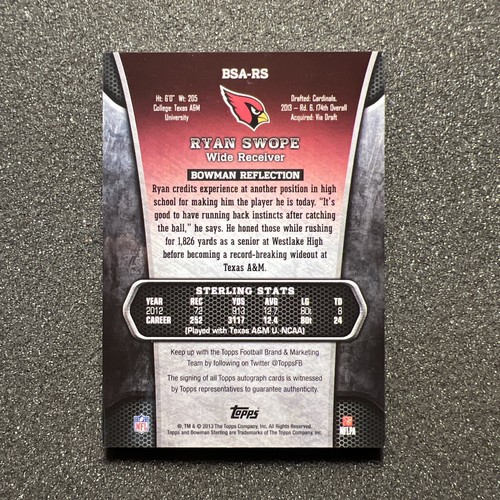 BSA-RS
Ht: 6'0" Wt: 205
College: Texas A&M
University
Drafted: Cardinals,
2013 - Rd. 6, 174th Overall
Acquired: Via Draft
RYAN SWOPE
Wide Receiver
BOWMAN REFLECTION
Ryan credits experience at another position in high
school for making him the player he is today. "It's
good to have running back instincts after catching
the ball," he says. He honed those while rushing
for 1,826 yards as a senior at Westlake High
before becoming a record-breaking wideout at
Texas A&M.
STERLING STATS
YEAR REC YDS AVG LG TD
2012 72 913 12.7 80t 8
CAREER 252 3117 12.4 80t 24
(Played with Texas A&M U.-NCAA)
Keep up with the Topps Football Brand & Marketing
Team by following on Twitter @ToppsFB
The signing of all Topps autograph cards is witnessed
by Topps representatives to guarantee authenticity.
NFL
Topps
NFLPA
®, TM & © 2013 The Topps Company, Inc. All Rights Reserved.
Topps and Bowman Sterling are Trademarks of The Topps Company, Inc.